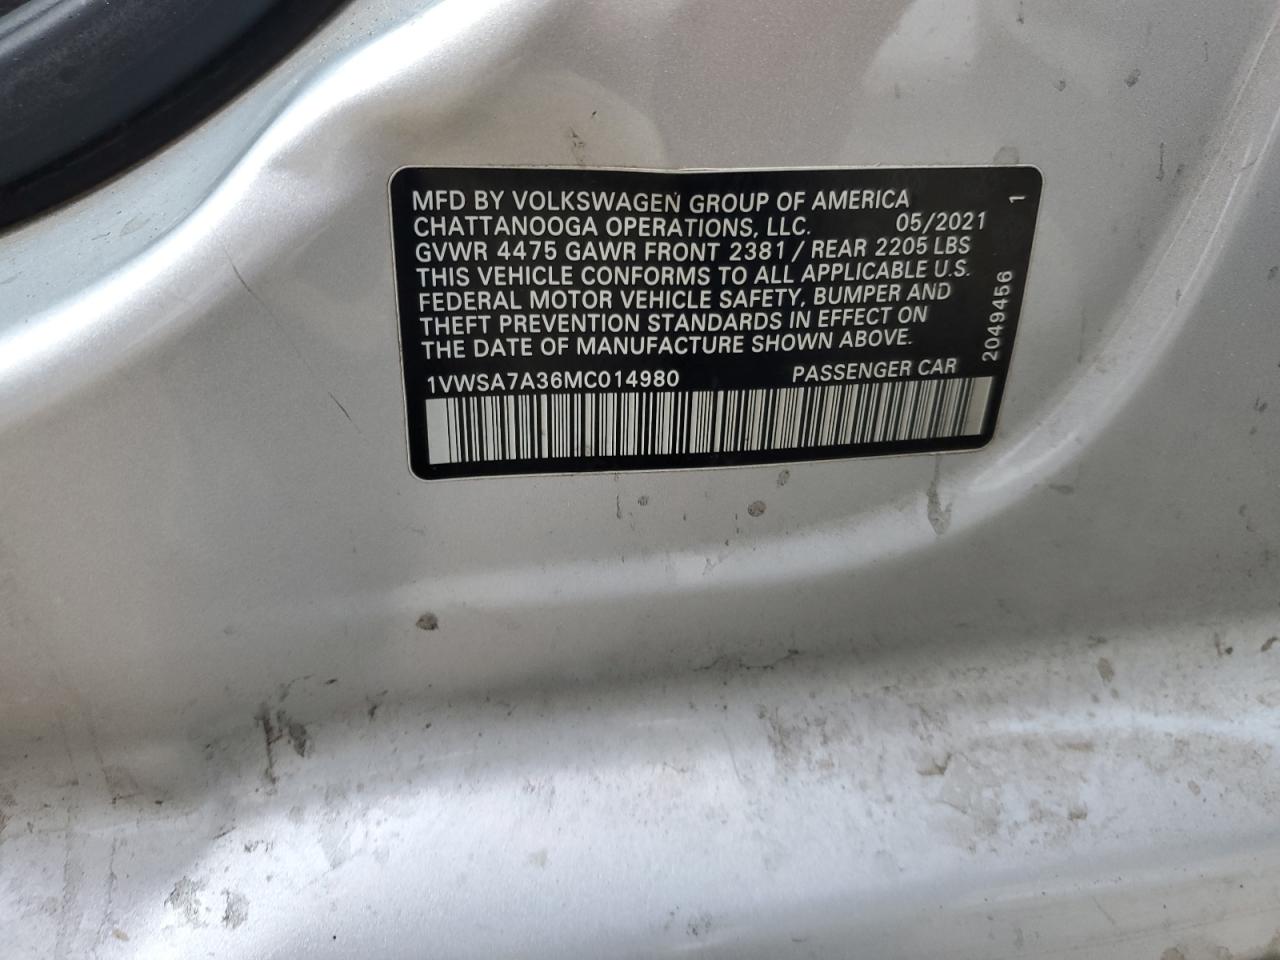 MFD BY VOLKSWAGEN GROUP OF AMERICA
CHATTANOOGA OPERATIONS, LLC. 05/2021
GVWR 4475 GAWR FRONT 2381 / REAR 2205 LBS
THIS VEHICLE CONFORMS TO ALL APPLICABLE U.S.
FEDERAL MOTOR VEHICLE SAFETY, BUMPER AND
THEFT PREVENTION STANDARDS IN EFFECT ON
THE DATE OF MANUFACTURE SHOWN ABOVE.
1VWSA7A36MC014980 PASSENGER CAR
2049456 1